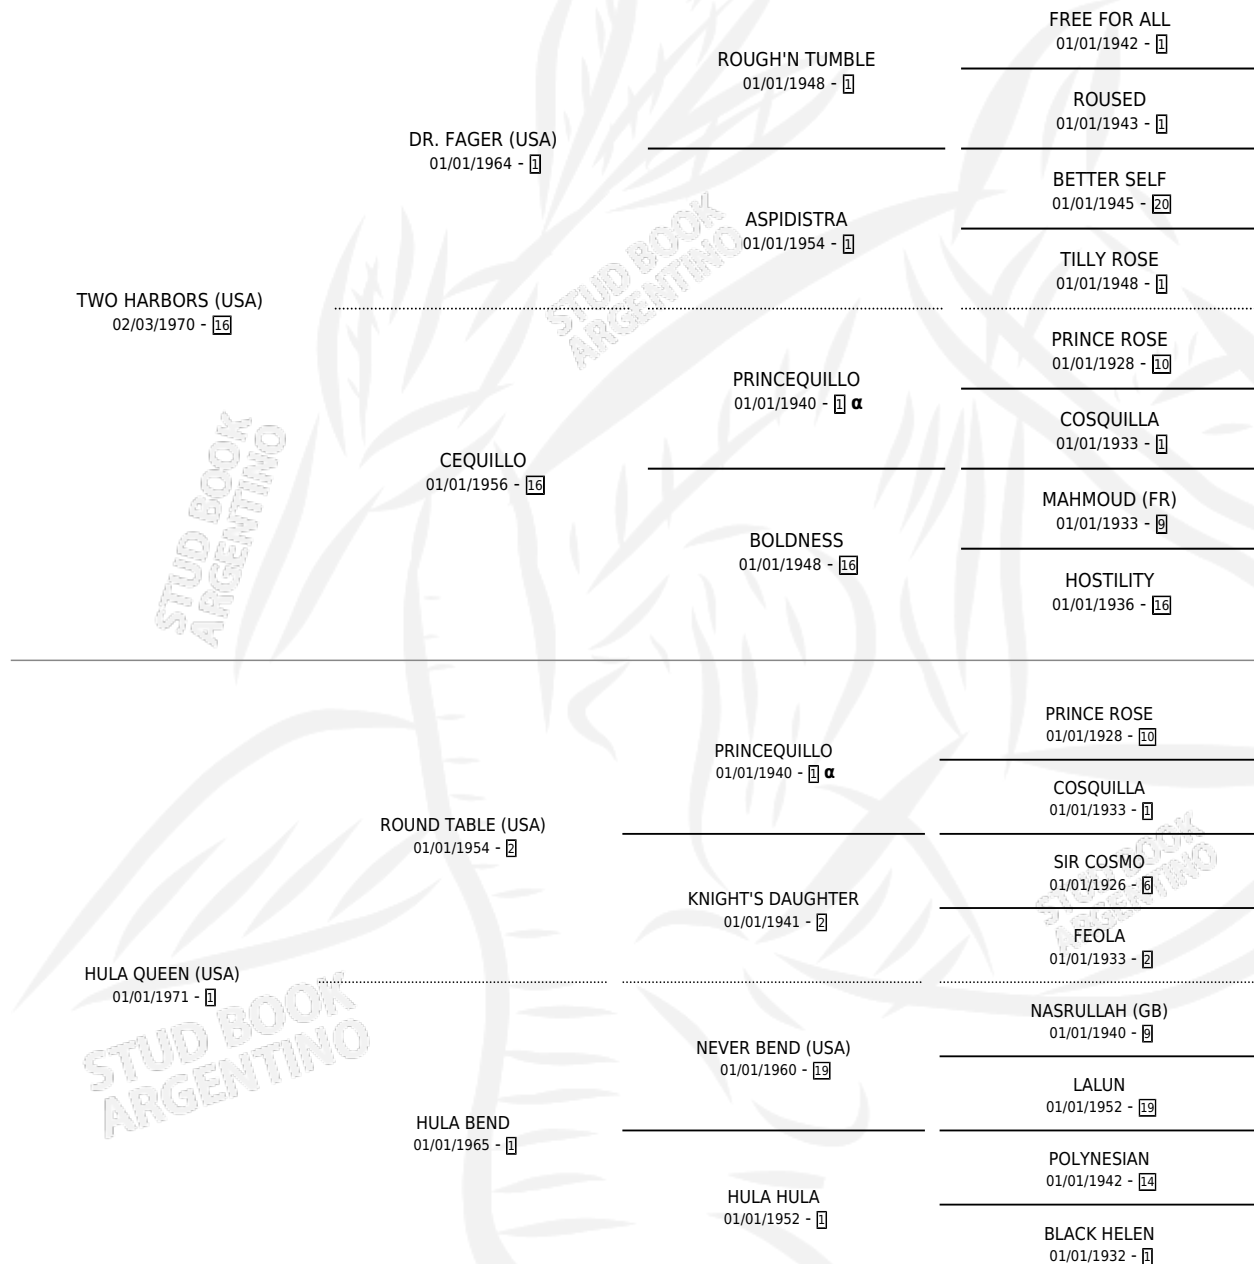 FREE FOR ALL
01/01/1942 - 1
ROUGH'N TUMBLE
01/01/1948 - 1
ROUSED
01/01/1943 - 1
DR. FAGER (USA)
01/01/1964 - 1
BETTER SELF
01/01/1945 - 20
ASPIDISTRA
01/01/1954 - 1
TILLY ROSE
01/01/1948 - 1
TWO HARBORS (USA)
02/03/1970 - 16
PRINCE ROSE
01/01/1928 - 10
PRINCEQUILLO
01/01/1940 - 1 α
COSQUILLA
01/01/1933 - 1
CEQUILLO
01/01/1956 - 16
MAHMOUD (FR)
01/01/1933 - 9
BOLDNESS
01/01/1948 - 16
HOSTILITY
01/01/1936 - 16
PRINCE ROSE
01/01/1928 - 10
PRINCEQUILLO
01/01/1940 - 1 α
COSQUILLA
01/01/1933 - 1
ROUND TABLE (USA)
01/01/1954 - 2
SIR COSMO
01/01/1926 - 6
KNIGHT'S DAUGHTER
01/01/1941 - 2
FEOLA
01/01/1933 - 2
HULA QUEEN (USA)
01/01/1971 - 1
NASRULLAH (GB)
01/01/1940 - 9
NEVER BEND (USA)
01/01/1960 - 19
LALUN
01/01/1952 - 19
HULA BEND
01/01/1965 - 1
POLYNESIAN
01/01/1942 - 14
HULA HULA
01/01/1952 - 1
BLACK HELEN
01/01/1932 - 1
STUD BOOK
ARGENTINO
STUD BOOK
ARGENTINO
STUD BOOK
ARGENTINO
STUD BOOK
ARGENTINO